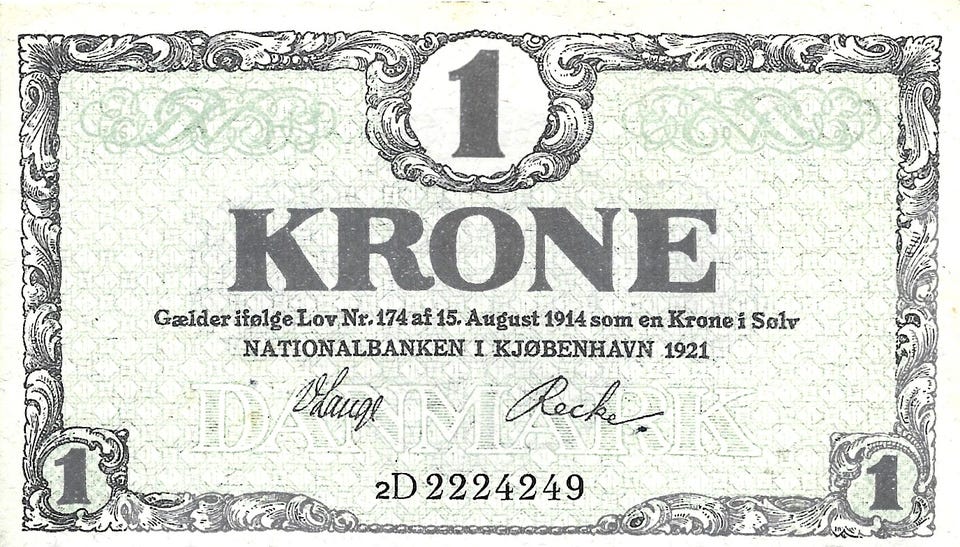 1
KRONE
Gælder ifølge Lov Nr. 174 af 15. August 1914 som en Krone i Sølv
NATIONALBANKEN I KJØBENHAVN 1921
DANMARK
VLange Recke
2D 2224249
1 1